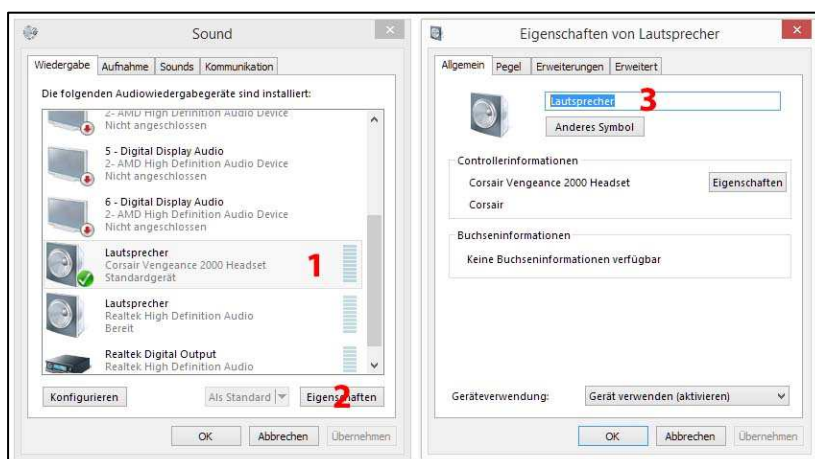 Sound
Wiedergabe Aufnahme Sounds Kommunikation
Die folgenden Audiowiedergabegeräte sind installiert:
2- AMD High Definition Audio Device
Nicht angeschlossen
5 - Digital Display Audio
2- AMD High Definition Audio Device
Nicht angeschlossen
6 - Digital Display Audio
2- AMD High Definition Audio Device
Nicht angeschlossen
Lautsprecher
Corsair Vengeance 2000 Headset
Standardgerät
1
Lautsprecher
Realtek High Definition Audio
Bereit
Realtek Digital Output
Realtek High Definition Audio
Konfigurieren Als Standard Eigenschaften
2
OK Abbrechen Übernehmen
Eigenschaften von Lautsprecher
Allgemein Pegel Erweiterungen Erweitert
Lautsprecher 3
Anderes Symbol
Controllerinformationen
Corsair Vengeance 2000 Headset Eigenschaften
Corsair
Buchseninformationen
Keine Buchseninformationen verfügbar
Geräteverwendung: Gerät verwenden (aktivieren)
OK Abbrechen Übernehmen